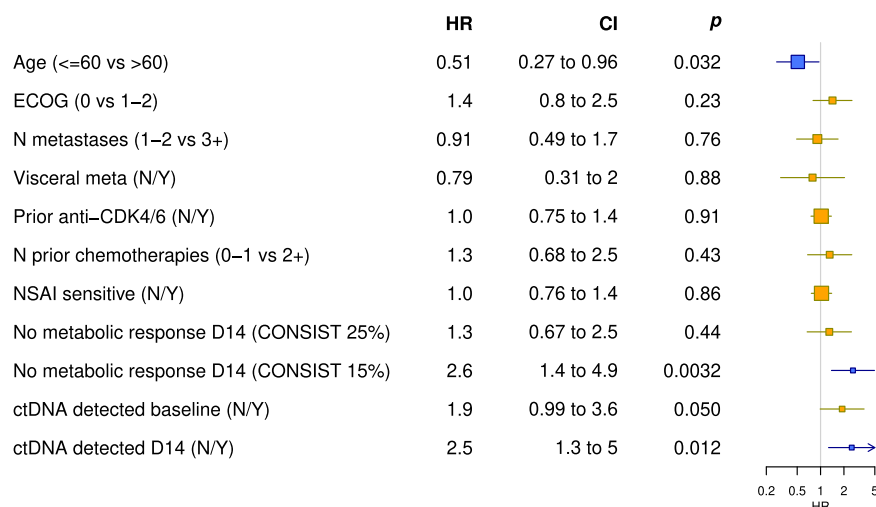 HR CI p
Age (<=60 vs >60) 0.51 0.27 to 0.96 0.032
ECOG (0 vs 1−2) 1.4 0.8 to 2.5 0.23
N metastases (1−2 vs 3+) 0.91 0.49 to 1.7 0.76
Visceral meta (N/Y) 0.79 0.31 to 2 0.88
Prior anti−CDK4/6 (N/Y) 1.0 0.75 to 1.4 0.91
N prior chemotherapies (0−1 vs 2+) 1.3 0.68 to 2.5 0.43
NSAI sensitive (N/Y) 1.0 0.76 to 1.4 0.86
No metabolic response D14 (CONSIST 25%) 1.3 0.67 to 2.5 0.44
No metabolic response D14 (CONSIST 15%) 2.6 1.4 to 4.9 0.0032
ctDNA detected baseline (N/Y) 1.9 0.99 to 3.6 0.050
ctDNA detected D14 (N/Y) 2.5 1.3 to 5 0.012
0.2 0.5 1 2 5
HR